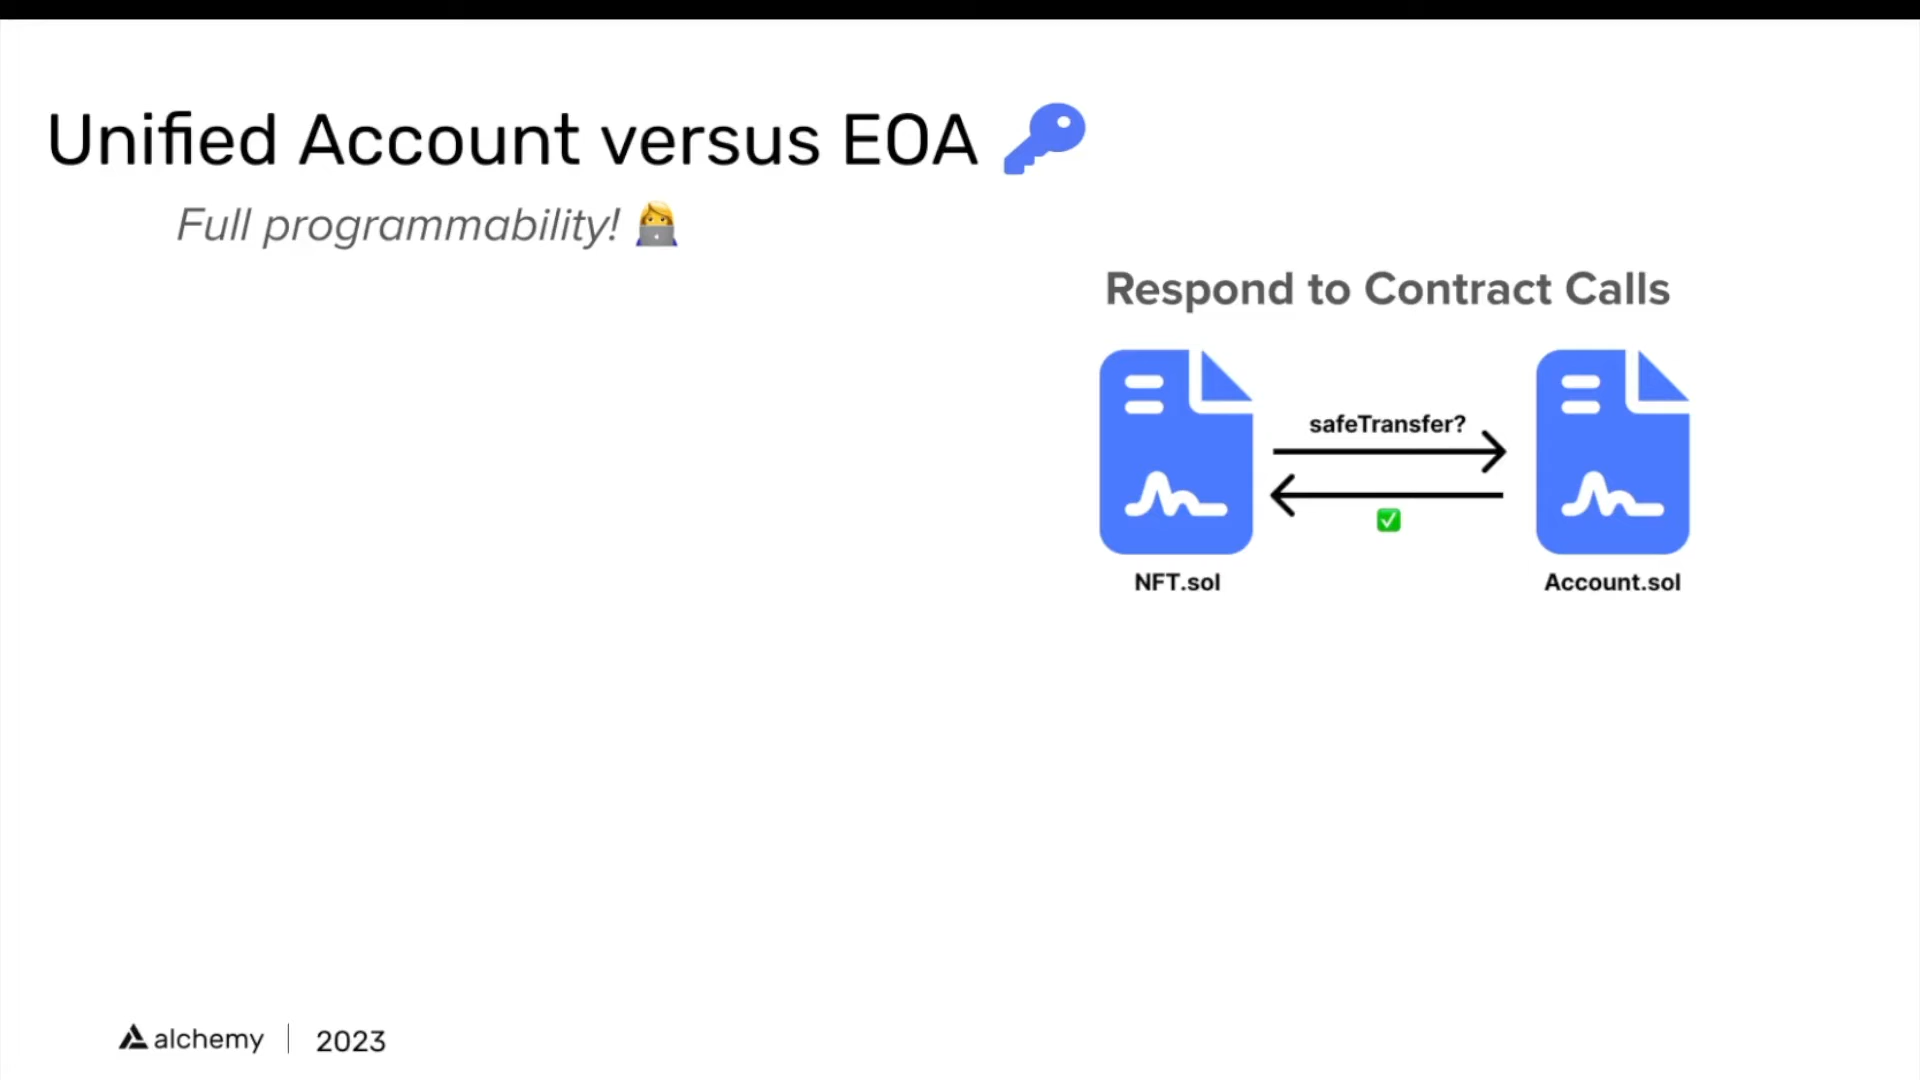 Unified Account versus EOA
Full programmability!
Respond to Contract Calls
safeTransfer?
NFT.sol
Account.sol
alchemy
2023